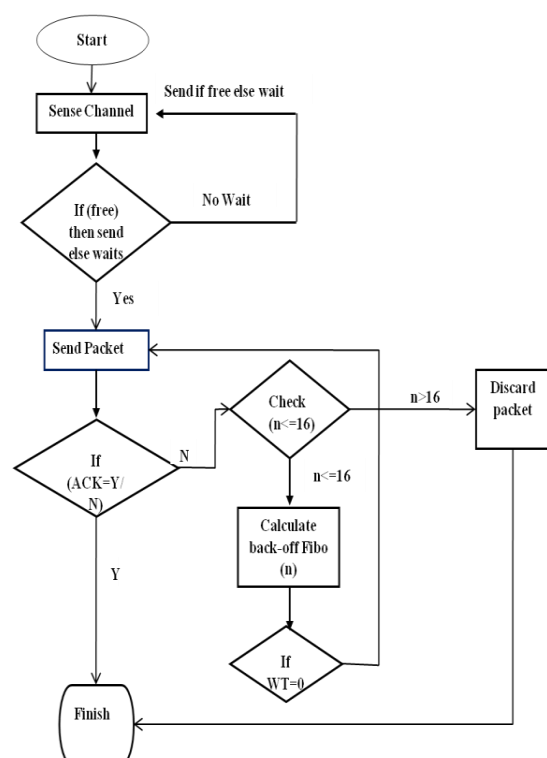 Start
Send if free else wait
Sense Channel
No Wait
If (free)
then send
else waits
Yes
Send Packet
Check
(n<=16)
n>16
Discard
packet
N
If
(ACK=Y/
N)
n<=16
Calculate
back-off Fibo
(n)
Y
If
WT=0
Finish